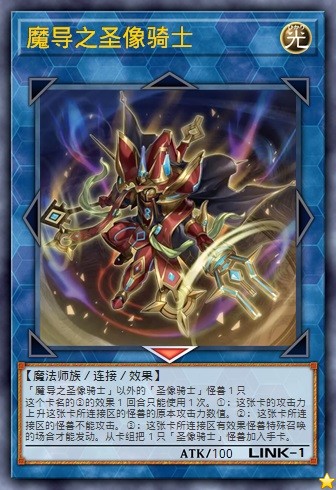 魔导之圣像骑士
光
【魔法师族／连接／效果】
「魔导之圣像骑士」以外的「圣像骑士」怪兽1只
这个卡名的③的效果1回合只能使用1次。①：这张卡的攻击力
上升这张卡所连接区的怪兽的原本攻击力数值。②：这张卡所连
接区的怪兽不能攻击。③：这张卡所连接区有效果怪兽特殊召唤
的场合才能发动。从卡组把1只「圣像骑士」怪兽加入手卡。
ATK/100 LINK-1